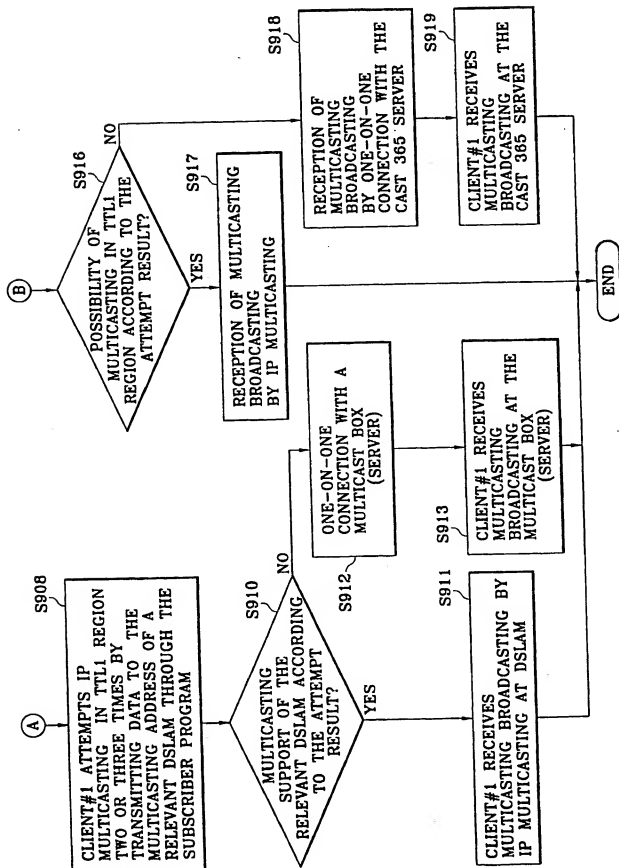 A
S908
CLIENT#1 ATTEMPTS IP
MULTICASTING IN TTL1 REGION
TWO OR THREE TIMES BY
TRANSMITTING DATA TO THE
MULTICASTING ADDRESS OF A
RELEVANT DSLAM THROUGH THE
SUBSCRIBER PROGRAM
S910
MULTICASTING
SUPPORT OF THE
RELEVANT DSLAM ACCORDING
TO THE ATTEMPT
RESULT?
NO
YES
ONE-ON-ONE
CONNECTION WITH A
MULTICAST BOX
(SERVER)
S912
CLIENT#1 RECEIVES
MULTICASTING
BROADCASTING AT THE
MULTICAST BOX
(SERVER)
S913
S911
CLIENT#1 RECEIVES
MULTICASTING BROADCASTING BY
IP MULTICASTING AT DSLAM
B
S916
POSSIBILITY OF
MULTICASTING IN TTL1
REGION ACCORDING TO THE
ATTEMPT RESULT?
NO
YES
S917
RECEPTION OF MULTICASTING
BROADCASTING
BY IP MULTICASTING
S918
RECEPTION OF
MULTICASTING
BROADCASTING
BY ONE-ON-ONE
CONNECTION WITH THE
CAST 365 SERVER
S919
CLIENT#1 RECEIVES
MULTICASTING
BROADCASTING AT THE
CAST 365 SERVER
END